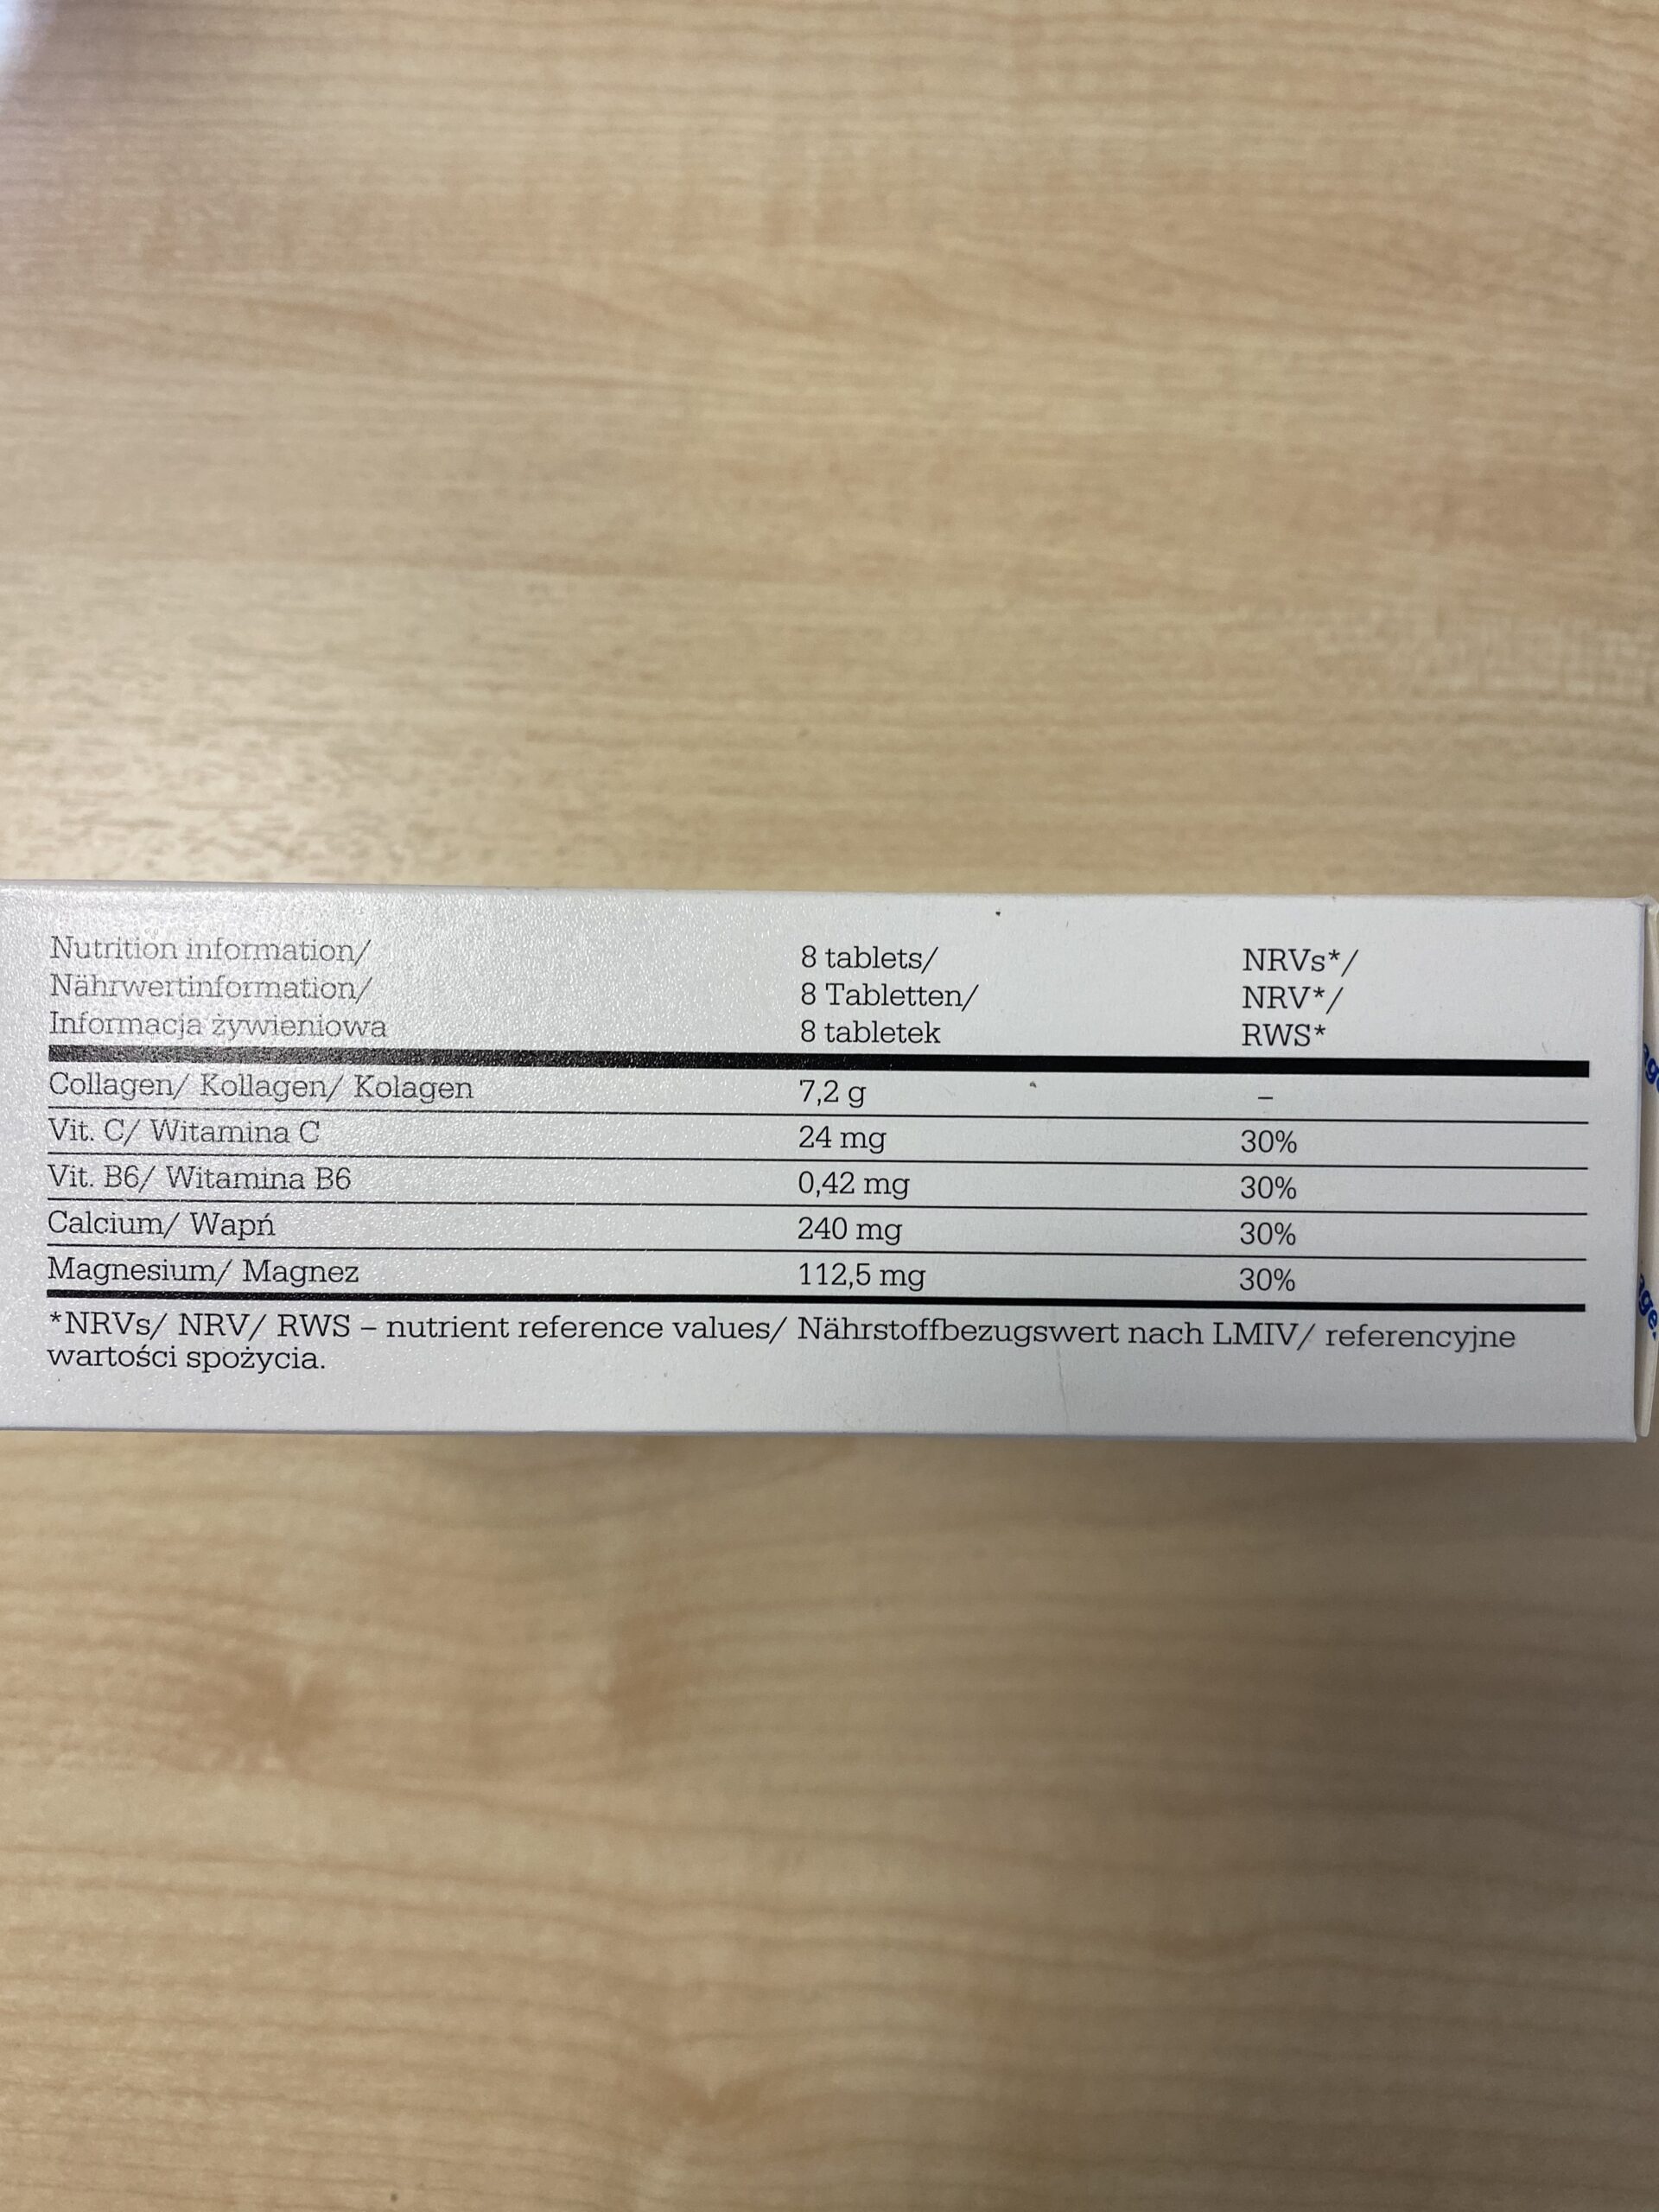 Nutrition information/ 8 tablets/ NRVs*/
Nährwertinformation/ 8 Tabletten/ NRV*/
Informacja żywieniowa 8 tabletek RWS*
Collagen/ Kollagen/ Kolagen 7,2 g –
Vit. C/ Witamina C 24 mg 30%
Vit. B6/ Witamina B6 0,42 mg 30%
Calcium/ Wapń 240 mg 30%
Magnesium/ Magnez 112,5 mg 30%
*NRVs/ NRV/ RWS – nutrient reference values/ Nährstoffbezugswert nach LMIV/ referencyjne
wartości spożycia.